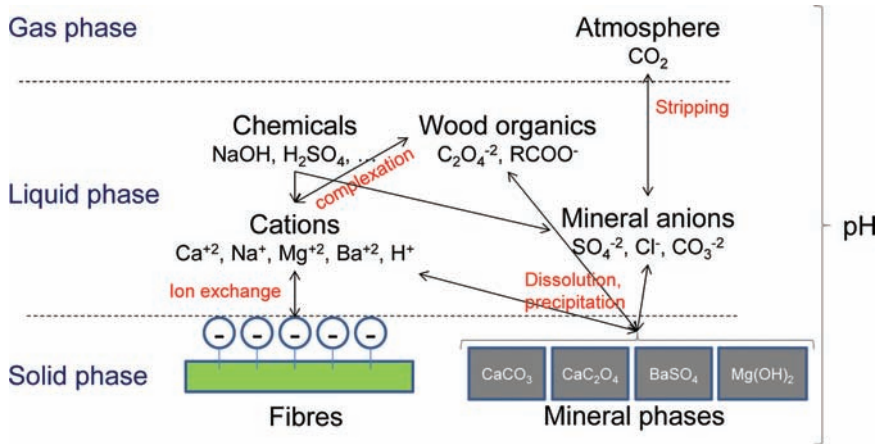 Gas phase
Atmosphere
CO₂
Stripping
Chemicals
NaOH, H₂SO₄, ...
Wood organics
C₂O₄⁻², RCOO⁻
complexation
Liquid phase
Cations
Ca⁺², Na⁺, Mg⁺², Ba⁺², H⁺
Mineral anions
SO₄⁻², Cl⁻, CO₃⁻²
pH
Ion exchange
Dissolution,
precipitation
- - - - -
Solid phase
CaCO₃
CaC₂O₄
BaSO₄
Mg(OH)₂
Fibres
Mineral phases